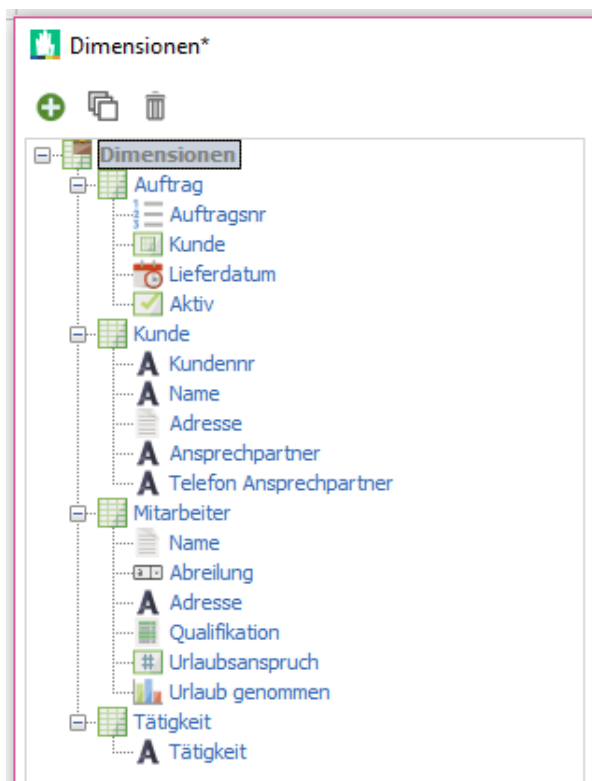 Dimensionen*
Dimensionen
Auftrag
Auftragsnr
Kunde
Lieferdatum
Aktiv
Kunde
Kundennr
Name
Adresse
Ansprechpartner
Telefon Ansprechpartner
Mitarbeiter
Name
Abreilung
Adresse
Qualifikation
Urlaubsanspruch
Urlaub genommen
Tätigkeit
Tätigkeit